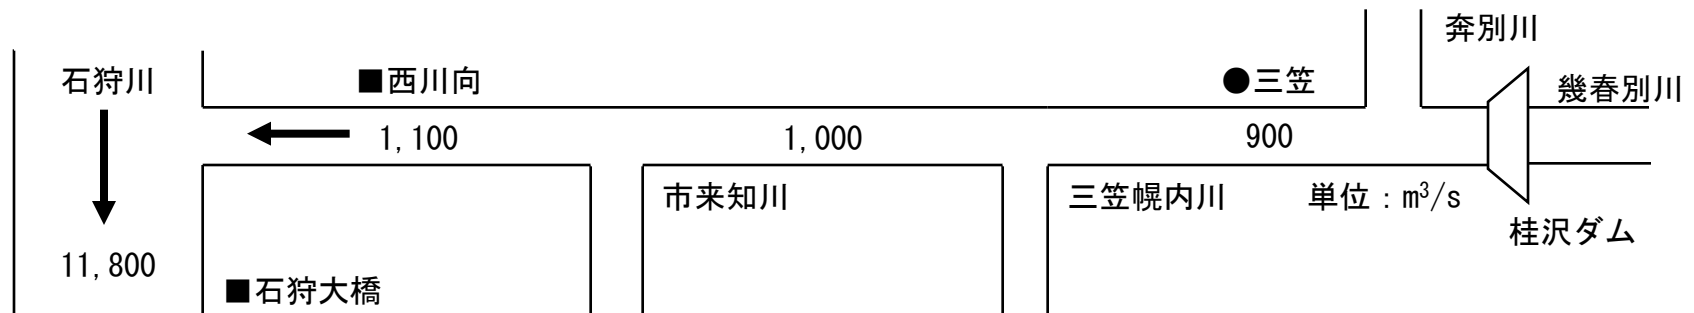 奔別川
石狩川
■西川向
●三笠
幾春別川
1,100
1,000
900
市来知川
三笠幌内川
単位：m³/s
桂沢ダム
11,800
■石狩大橋